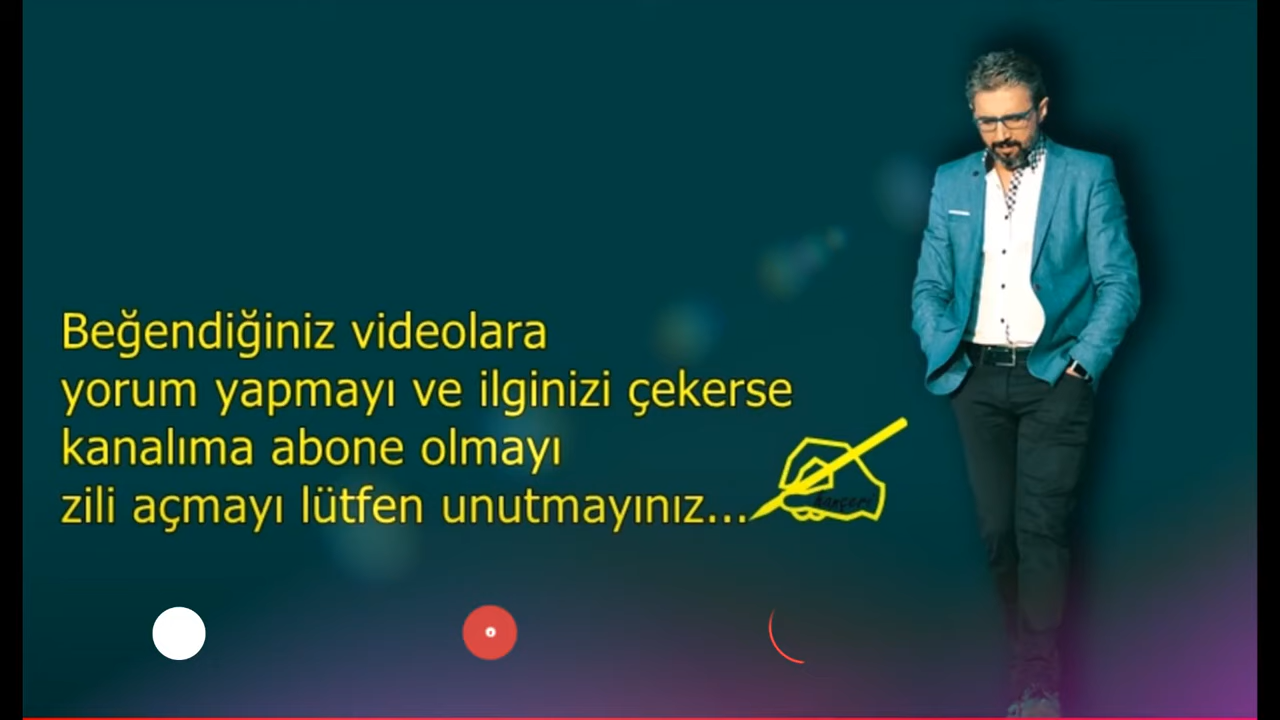 Beğendiğiniz videolara
yorum yapmayı ve ilginizi çekerse
kanalıma abone olmayı
zili açmayı lütfen unutmayınız...